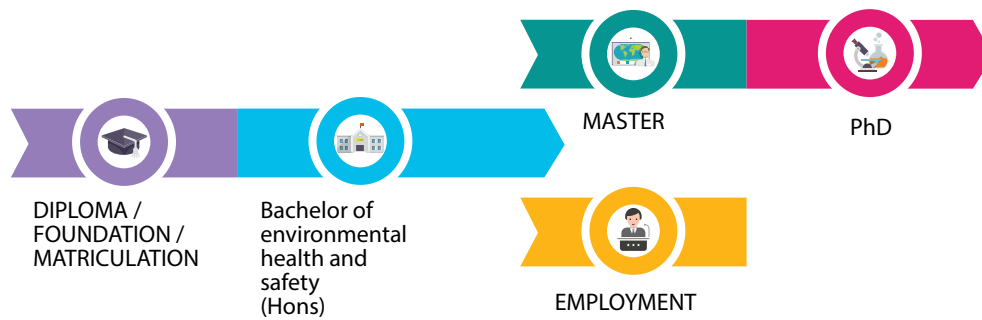 MASTER
PhD
DIPLOMA /
FOUNDATION /
MATRICULATION
Bachelor of
environmental
health and
safety
(Hons)
EMPLOYMENT